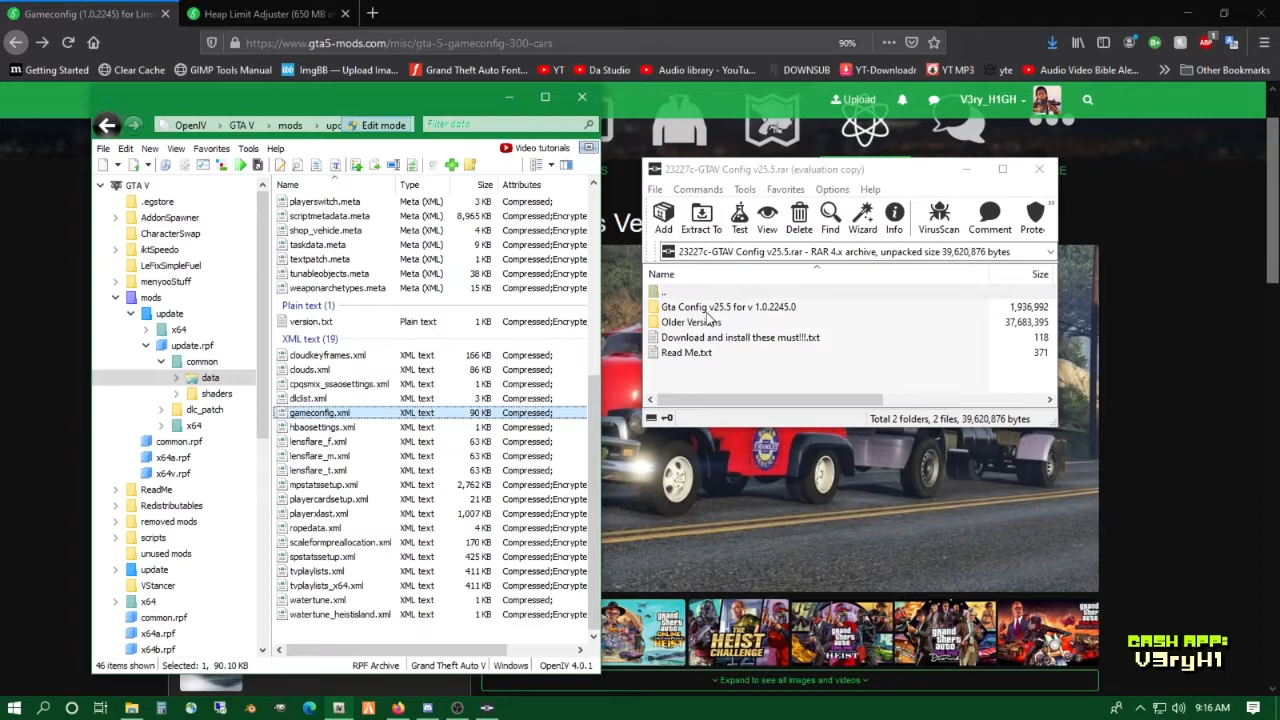 Gameconfig (1.0.2245) for Lim
Heap Limit Adjuster (650 MB o
https://www.gta5-mods.com/misc/gta-5-gameconfig-300-cars
90%
Getting Started
Clear Cache
GIMP Tools Manual
ImgBB — Upload Ima...
Grand Theft Auto Font...
YT
Da Studio
Audio library - YouTu...
DOWNSUB
YT-Downloadr
YT MP3
yte
Audio Video Bible Ale...
Other Bookmarks
Upload
V3ry_H1GH
OpenIV
GTA V
mods
Edit mode
Filter data
File Edit View Favorites Tools Help
Video tutorials
GTA V
.egstore
AddonSpawner
CharacterSwap
iktSpeedo
LeFixSimpleFuel
menyooStuff
mods
update
x64
update.rpf
common
data
shaders
dlc_patch
x64
common.rpf
x64a.rpf
x64v.rpf
ReadMe
Redistributables
removed mods
scripts
unused mods
update
VStancer
x64
common.rpf
x64a.rpf
x64b.rpf
Name Type Size Attributes
playerswitch.meta Meta (XML) 3 KB Compressed;
scriptmetadata.meta Meta (XML) 8,965 KB Compressed;Encrypte
shop_vehicle.meta Meta (XML) 4 KB Compressed;
taskdata.meta Meta (XML) 9 KB Compressed;
textpatch.meta Meta (XML) 1 KB Compressed;
tunableobjects.meta Meta (XML) 38 KB Compressed;
weaponarchetypes.meta Meta (XML) 15 KB Compressed;
Plain text (1)
version.txt Plain text 1 KB Compressed;Encrypte
XML text (19)
cloudkeyframes.xml XML text 166 KB Compressed;
clouds.xml XML text 86 KB Compressed;
cpqsmix_ssaosettings.xml XML text 4 KB Compressed;
dlclist.xml XML text 4 KB Compressed;
gameconfig.xml XML text 90 KB Compressed;
hbaosettings.xml XML text 1 KB Compressed;
lensflare_f.xml XML text 63 KB Compressed;
lensflare_m.xml XML text 63 KB Compressed;
lensflare_t.xml XML text 63 KB Compressed;
mpstatssetup.xml XML text 2,762 KB Compressed;Encrypte
playercardsetup.xml XML text 21 KB Compressed;Encrypte
playerxlast.xml XML text 1,007 KB Compressed;Encrypte
ropedata.xml XML text 4 KB Compressed;
scaleformpreallocation.xml XML text 170 KB Compressed;Encrypte
spstatssetup.xml XML text 425 KB Compressed;Encrypte
tvplaylists.xml XML text 411 KB Compressed;Encrypte
tvplaylists_x64.xml XML text 411 KB Compressed;Encrypte
watertune.xml XML text 1 KB Compressed;Encrypte
watertune_heistisland.xml XML text 1 KB Compressed;Encrypte
46 items shown Selected: 1, 90.10 KB RPF Archive Grand Theft Auto V Windows OpenIV 4.0.1
23227c-GTAV Config v25.5.rar (evaluation copy)
File Commands Tools Favorites Options Help
Add Extract To Test View Delete Find Wizard Info VirusScan Comment Prote
23227c-GTAV Config v25.5.rar - RAR 4.x archive, unpacked size 39,620,876 bytes
Name Size
..
Gta Config v25.5 for v 1.0.2245.0 1,936,992
Older Versions 37,683,395
Download and install these must!!!.txt 118
Read Me.txt 371
Total 2 folders, 2 files, 39,620,876 bytes
s Ve
Expand to see all images and videos
CASH APP:
V3ryH1
9:16 AM